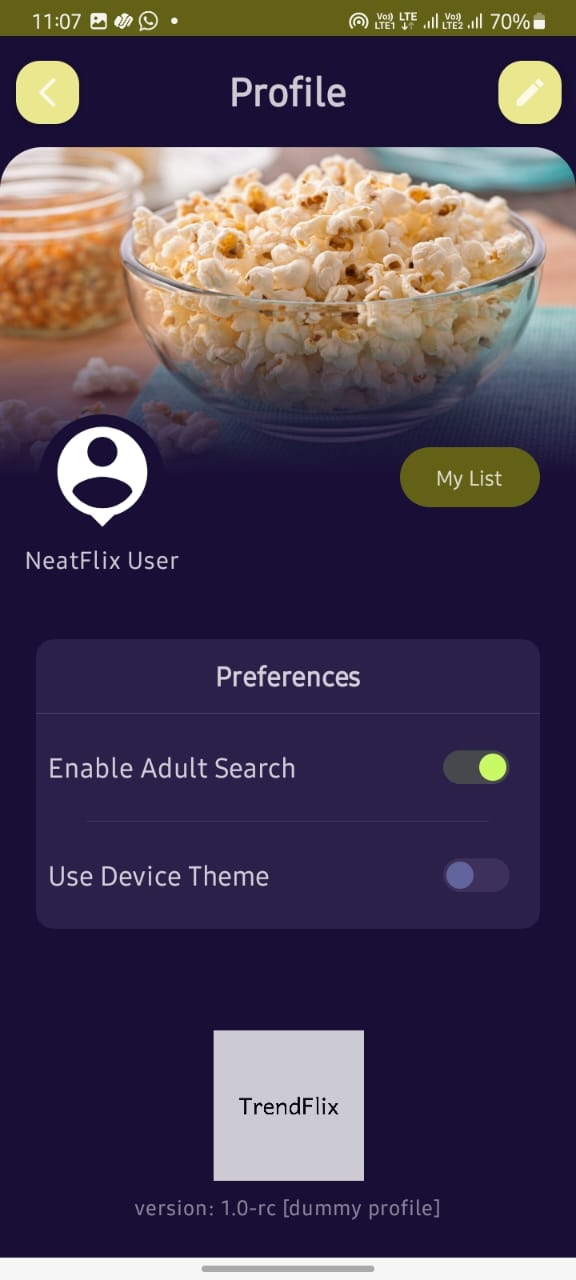 11:07
Vo)) LTE1 LTE Vo)) LTE2 70%
Profile
My List
NeatFlix User
Preferences
Enable Adult Search
Use Device Theme
TrendFlix
version: 1.0-rc [dummy profile]